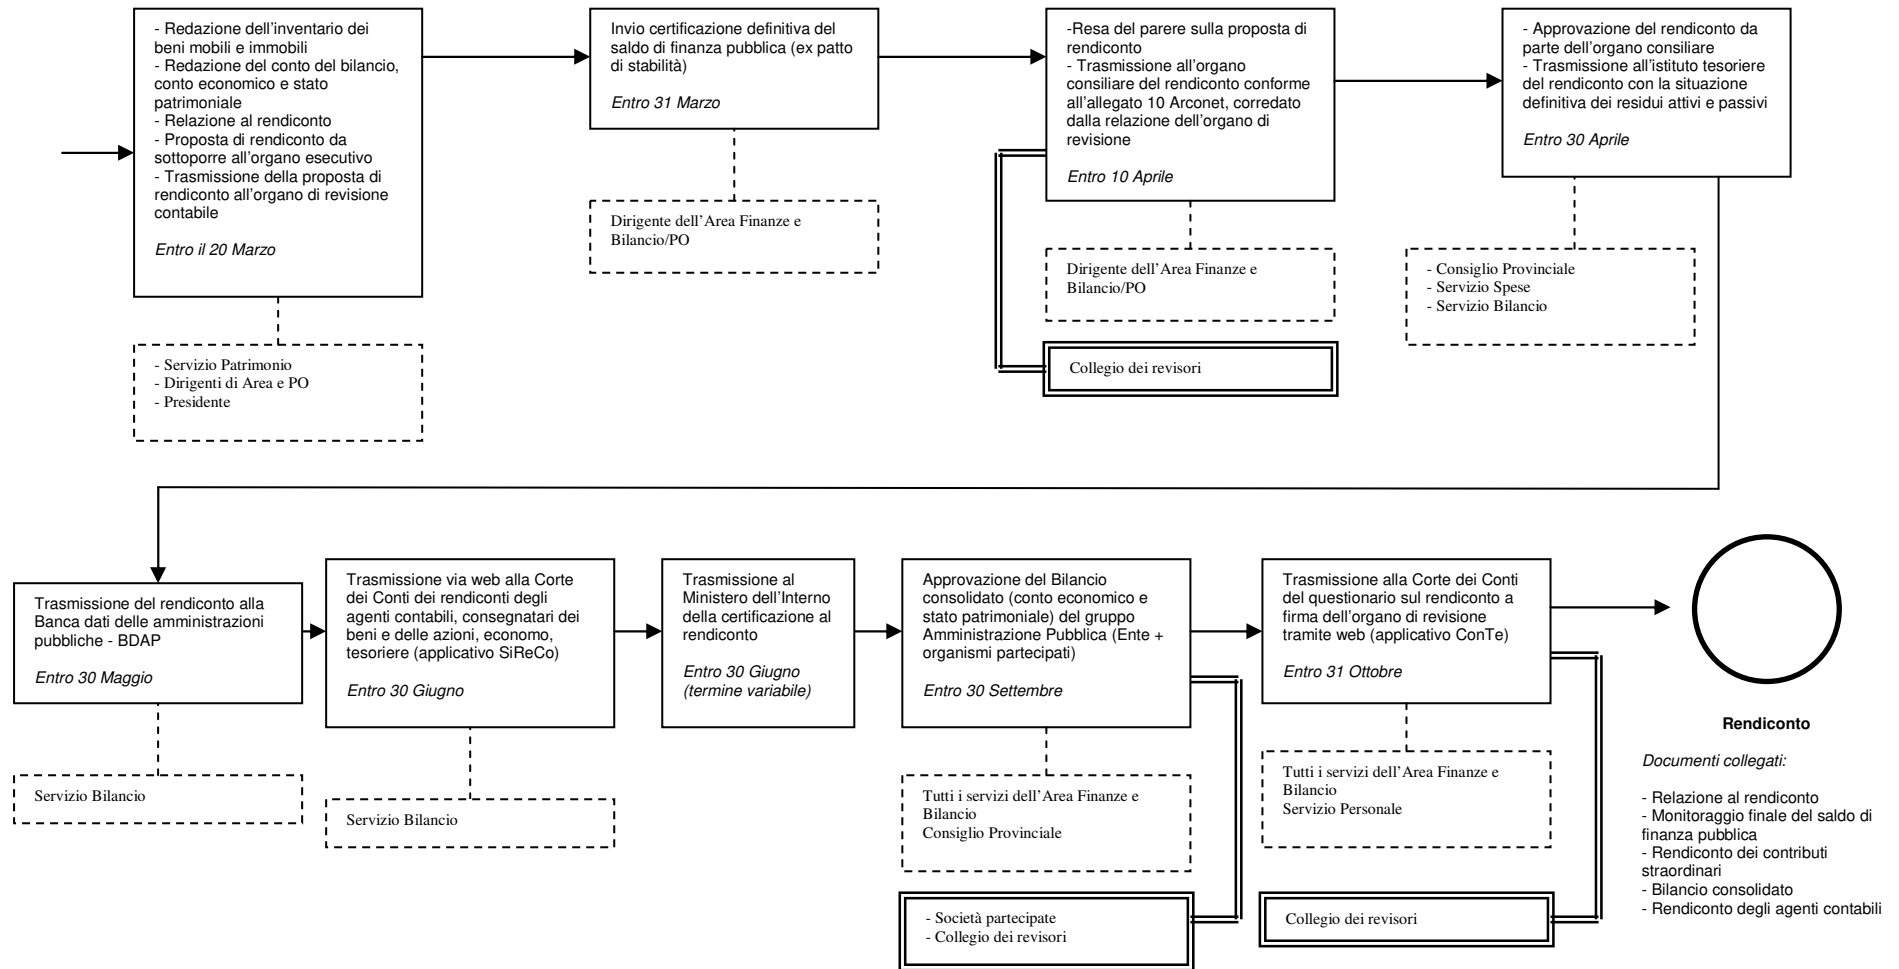 - Redazione dell'inventario dei
beni mobili e immobili
- Redazione del conto del bilancio,
conto economico e stato
patrimoniale
- Relazione al rendiconto
- Proposta di rendiconto da
sottoporre all'organo esecutivo
- Trasmissione della proposta di
rendiconto all'organo di revisione
contabile
Entro il 20 Marzo
- Servizio Patrimonio
- Dirigenti di Area e PO
- Presidente
Invio certificazione definitiva del
saldo di finanza pubblica (ex patto
di stabilità)
Entro 31 Marzo
Dirigente dell'Area Finanze e
Bilancio/PO
-Resa del parere sulla proposta di
rendiconto
- Trasmissione all'organo
consiliare del rendiconto conforme
all'allegato 10 Arconet, corredato
dalla relazione dell'organo di
revisione
Entro 10 Aprile
Dirigente dell'Area Finanze e
Bilancio/PO
Collegio dei revisori
- Approvazione del rendiconto da
parte dell'organo consiliare
- Trasmissione all'istituto tesoriere
del rendiconto con la situazione
definitiva dei residui attivi e passivi
Entro 30 Aprile
- Consiglio Provinciale
- Servizio Spese
- Servizio Bilancio
Trasmissione del rendiconto alla
Banca dati delle amministrazioni
pubbliche - BDAP
Entro 30 Maggio
Servizio Bilancio
Trasmissione via web alla Corte
dei Conti dei rendiconti degli
agenti contabili, consegnatari dei
beni e delle azioni, economo,
tesoriere (applicativo SiReCo)
Entro 30 Giugno
Servizio Bilancio
Trasmissione al
Ministero dell'Interno
della certificazione al
rendiconto
Entro 30 Giugno
(termine variabile)
Approvazione del Bilancio
consolidato (conto economico e
stato patrimoniale) del gruppo
Amministrazione Pubblica (Ente +
organismi partecipati)
Entro 30 Settembre
Tutti i servizi dell'Area Finanze e
Bilancio
Consiglio Provinciale
- Società partecipate
- Collegio dei revisori
Trasmissione alla Corte dei Conti
del questionario sul rendiconto a
firma dell'organo di revisione
tramite web (applicativo ConTe)
Entro 31 Ottobre
Tutti i servizi dell'Area Finanze e
Bilancio
Servizio Personale
Collegio dei revisori
Rendiconto
Documenti collegati:
- Relazione al rendiconto
- Monitoraggio finale del saldo di
finanza pubblica
- Rendiconto dei contributi
straordinari
- Bilancio consolidato
- Rendiconto degli agenti contabili